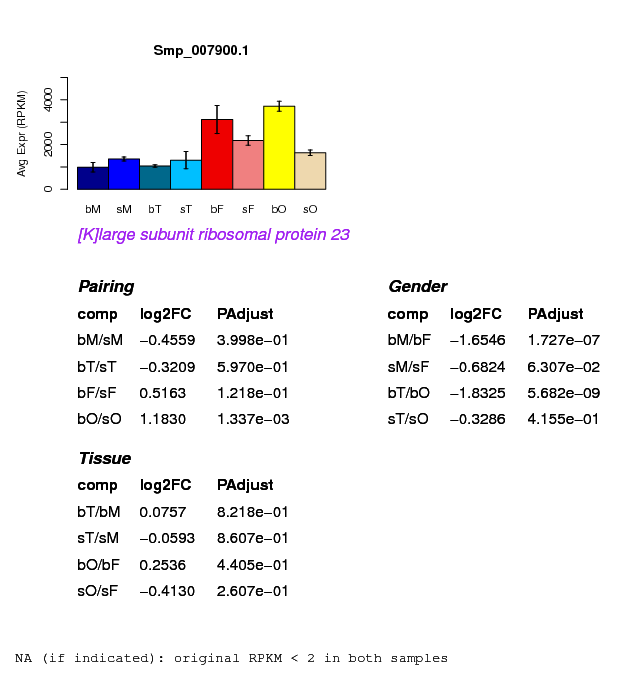 Smp_007900.1
Avg Expr (RPKM)
0 2000 4000
bM sM bT sT bF sF bO sO
[K]large subunit ribosomal protein 23
Pairing
comp log2FC PAdjust
bM/sM −0.4559 3.998e−01
bT/sT −0.3209 5.970e−01
bF/sF 0.5163 1.218e−01
bO/sO 1.1830 1.337e−03
Gender
comp log2FC PAdjust
bM/bF −1.6546 1.727e−07
sM/sF −0.6824 6.307e−02
bT/bO −1.8325 5.682e−09
sT/sO −0.3286 4.155e−01
Tissue
comp log2FC PAdjust
bT/bM 0.0757 8.218e−01
sT/sM −0.0593 8.607e−01
bO/bF 0.2536 4.405e−01
sO/sF −0.4130 2.607e−01
NA (if indicated): original RPKM < 2 in both samples